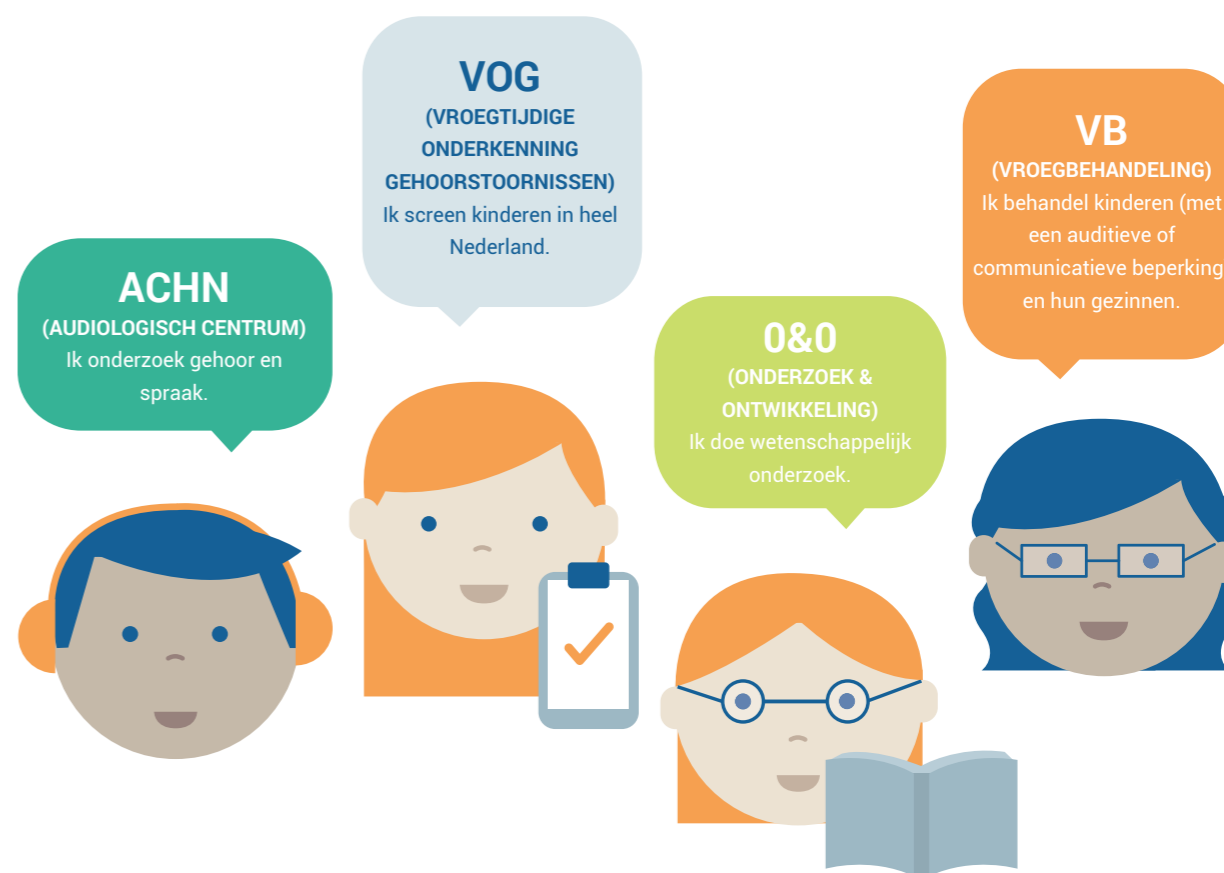 ACHN
(AUDIOLOGISCH CENTRUM)
Ik onderzoek gehoor en
spraak.
VOG
(VROEGTIJDIGE
ONDERKENNING
GEHOORSTOORNISSEN)
Ik screen kinderen in heel
Nederland.
0&0
(ONDERZOEK &
ONTWIKKELING)
Ik doe wetenschappelijk
onderzoek.
VB
(VROEGBEHANDELING)
Ik behandel kinderen (met
een auditieve of
communicatieve beperking
en hun gezinnen.